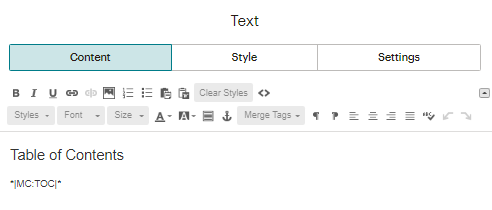 Text
Content Style Settings
B I U Clear Styles <>
Styles Font Size A A Merge Tags ¶ ¶
Table of Contents
*|MC:TOC|*